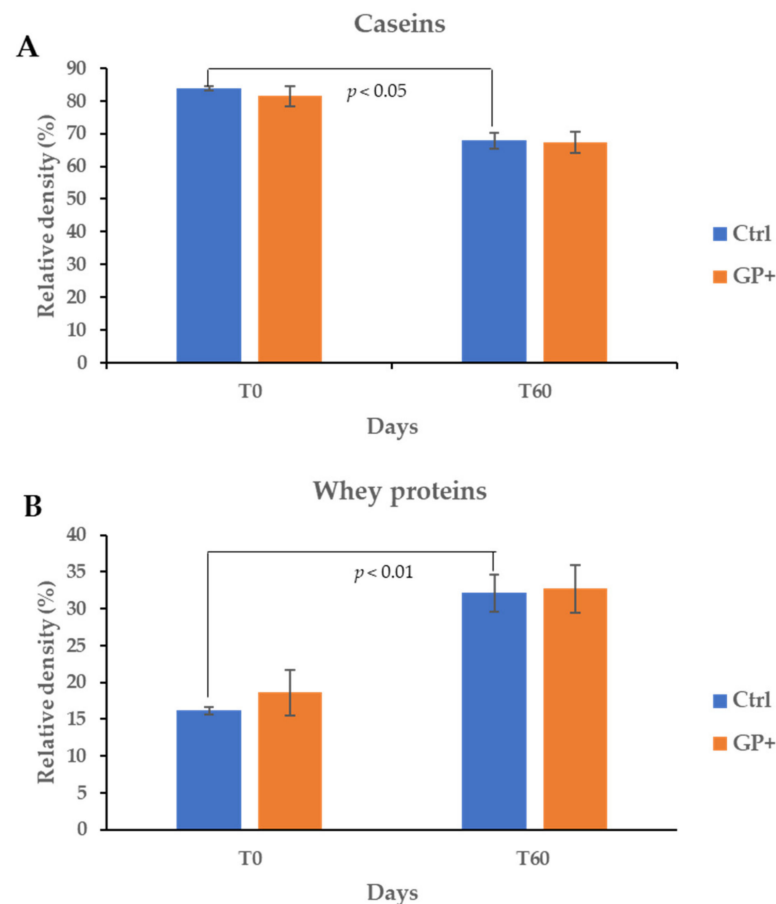 Caseins
A
90
80
70
60
50
40
30
20
10
0
Relative density (%)
p < 0.05
Ctrl
GP+
T0 T60
Days
Whey proteins
B
40
35
30
25
20
15
10
5
0
Relative density (%)
p < 0.01
Ctrl
GP+
T0 T60
Days